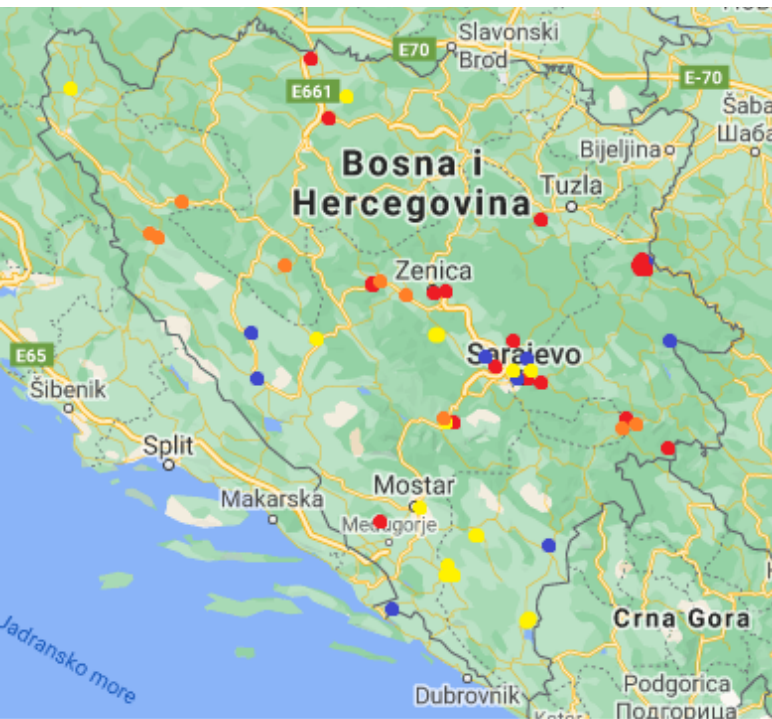 Slavonski
Brod
E70
E-70
E661
Šaba
Шаба
Bijeljina
Bosna i
Hercegovina
Tuzla
Zenica
Sarajevo
E65
Šibenik
Split
Makarska
Mostar
Međugorje
Jadransko more
Crna Gora
Dubrovnik
Podgorica
Подгорица
Kotor